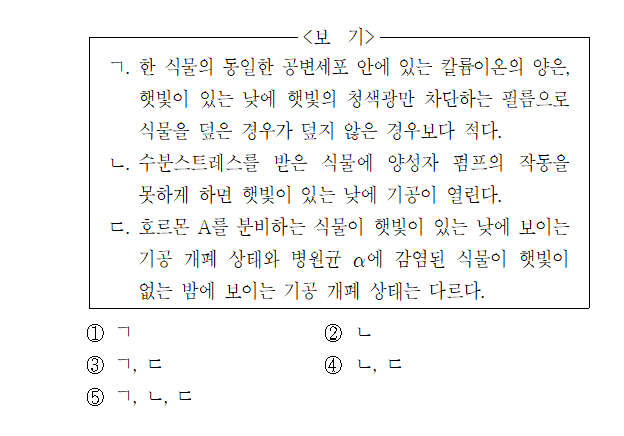 <보 기>
ㄱ. 한 식물의 동일한 공변세포 안에 있는 칼륨이온의 양은,
햇빛이 있는 낮에 햇빛의 청색광만 차단하는 필름으로
식물을 덮은 경우가 덮지 않은 경우보다 적다.
ㄴ. 수분스트레스를 받은 식물에 양성자 펌프의 작동을
못하게 하면 햇빛이 있는 낮에 기공이 열린다.
ㄷ. 호르몬 A를 분비하는 식물이 햇빛이 있는 낮에 보이는
기공 개폐 상태와 병원균 α에 감염된 식물이 햇빛이
없는 밤에 보이는 기공 개폐 상태는 다르다.
① ㄱ ② ㄴ
③ ㄱ, ㄷ ④ ㄴ, ㄷ
⑤ ㄱ, ㄴ, ㄷ